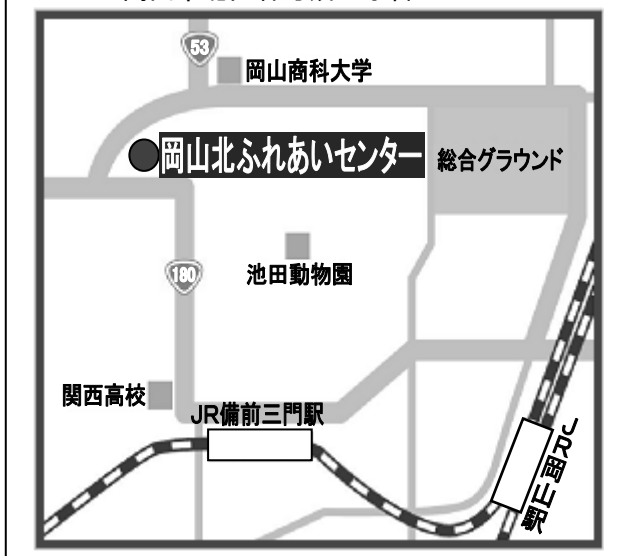 53
岡山商科大学
岡山北ふれあいセンター
総合グラウンド
池田動物園
180
関西高校
JR備前三門駅
JR岡山駅